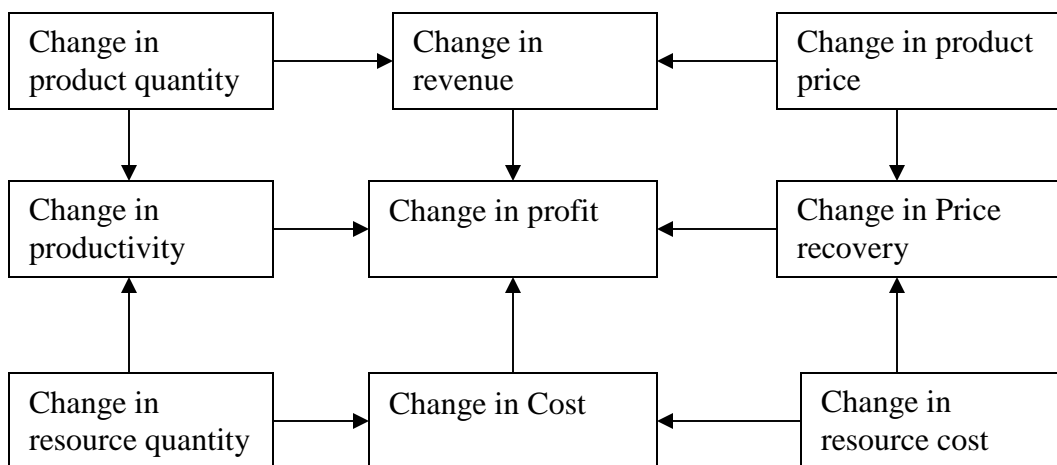 Change in
product quantity
Change in
revenue
Change in product
price
Change in
productivity
Change in profit
Change in Price
recovery
Change in
resource quantity
Change in Cost
Change in
resource cost